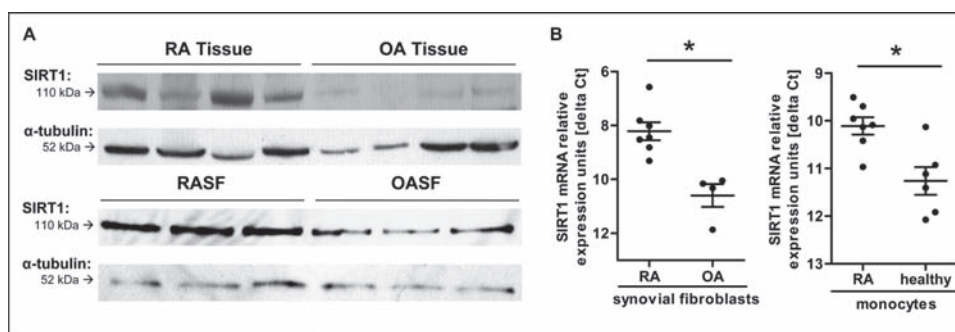 A
RA Tissue
OA Tissue
SIRT1:
110 kDa →
α-tubulin:
52 kDa →
RASF
OASF
SIRT1:
110 kDa →
α-tubulin:
52 kDa →
B
*
SIRT1 mRNA relative
expression units [delta Ct]
6
8
10
12
RA
OA
synovial fibroblasts
*
SIRT1 mRNA relative
expression units [delta Ct]
9
10
11
12
13
RA
healthy
monocytes